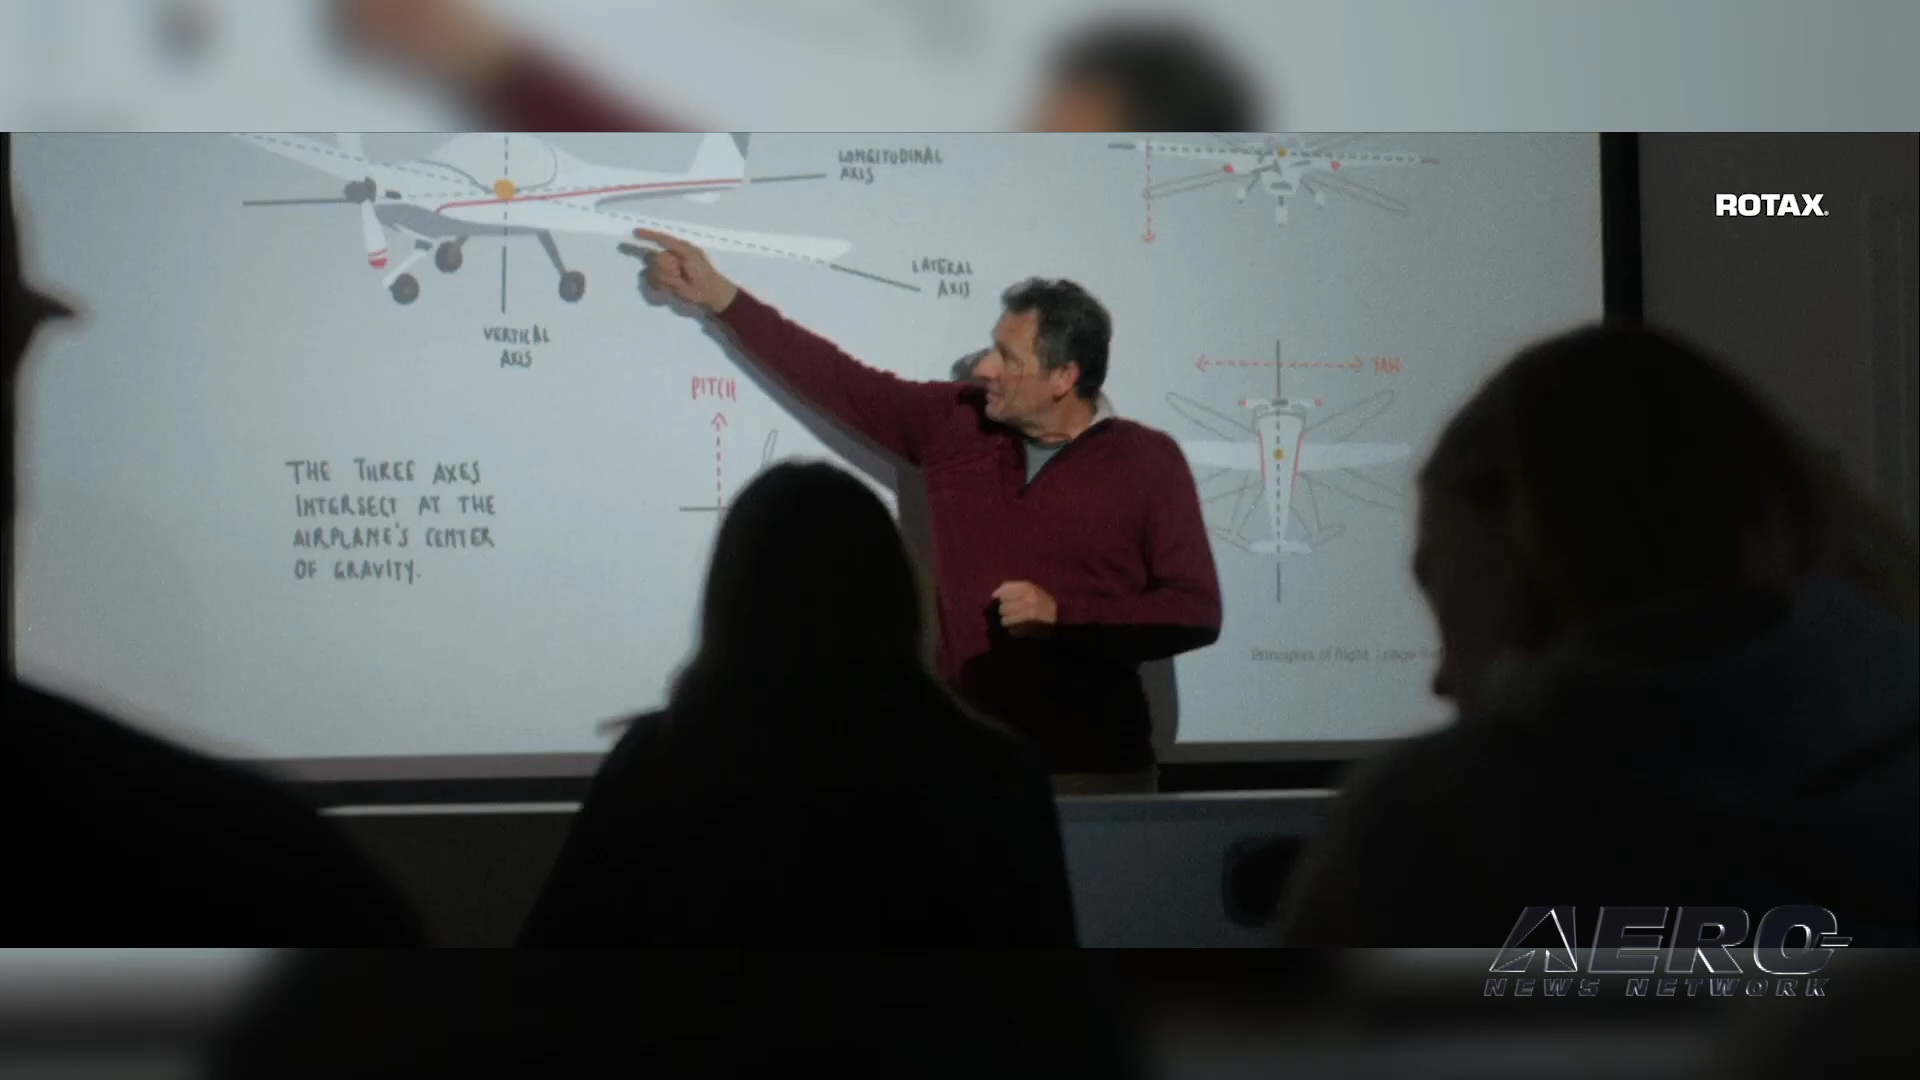 LONGITUDINAL
AXIS
ROTAX®
LATERAL
AXIS
VERTICAL
AXIS
YAW
PITCH
THE THREE AXES
INTERSECT AT THE
AIRPLANE'S CENTER
OF GRAVITY.
Principles of flight
AERO-
NEWS NETWORK